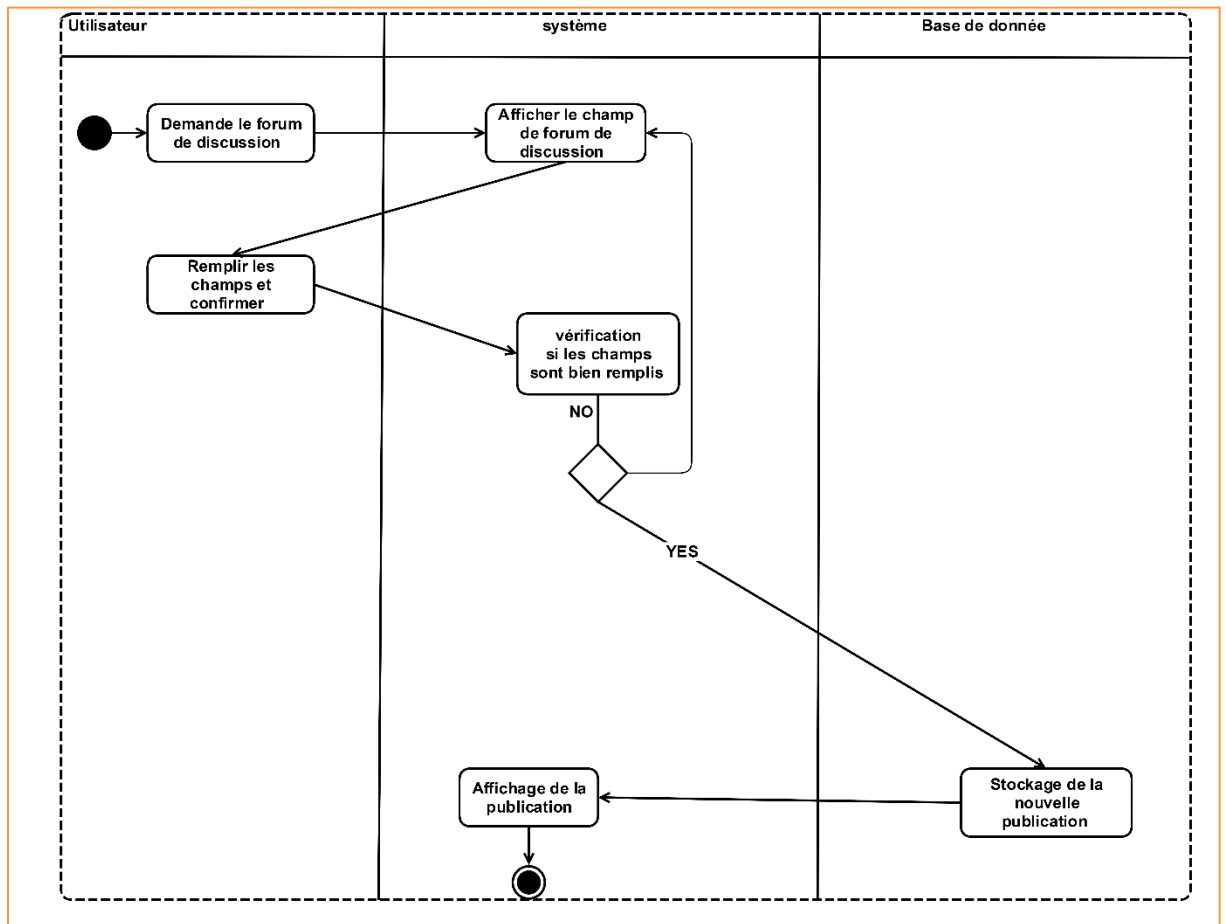 Utilisateur
système
Base de donnée
Demande le forum
de discussion
Afficher le champ
de forum de
discussion
Remplir les
champs et
confirmer
vérification
si les champs
sont bien remplis
NO
YES
Affichage de la
publication
Stockage de la
nouvelle
publication